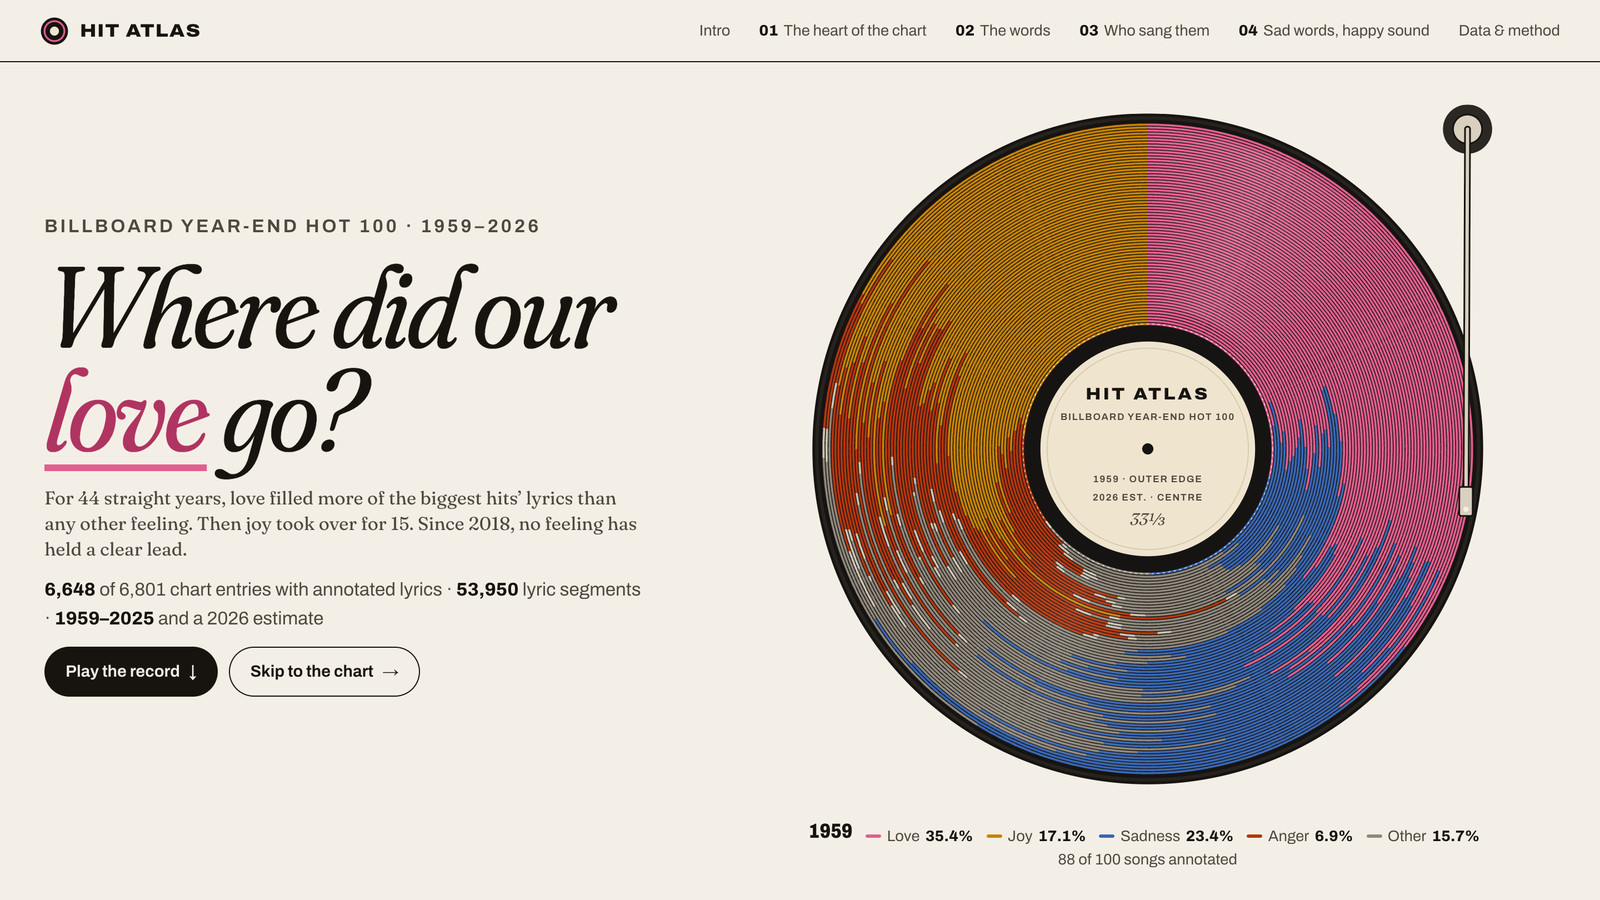 HIT ATLAS
Intro
01 The heart of the chart
02 The words
03 Who sang them
04 Sad words, happy sound
Data & method
BILLBOARD YEAR-END HOT 100 · 1959–2026
Where did our
love go?
For 44 straight years, love filled more of the biggest hits’ lyrics than
any other feeling. Then joy took over for 15. Since 2018, no feeling has
held a clear lead.
6,648 of 6,801 chart entries with annotated lyrics · 53,950 lyric segments
· 1959–2025 and a 2026 estimate
Play the record ↓
Skip to the chart →
HIT ATLAS
BILLBOARD YEAR-END HOT 100
1959 · OUTER EDGE
2026 EST. · CENTRE
33⅓
1959 Love 35.4% Joy 17.1% Sadness 23.4% Anger 6.9% Other 15.7%
88 of 100 songs annotated